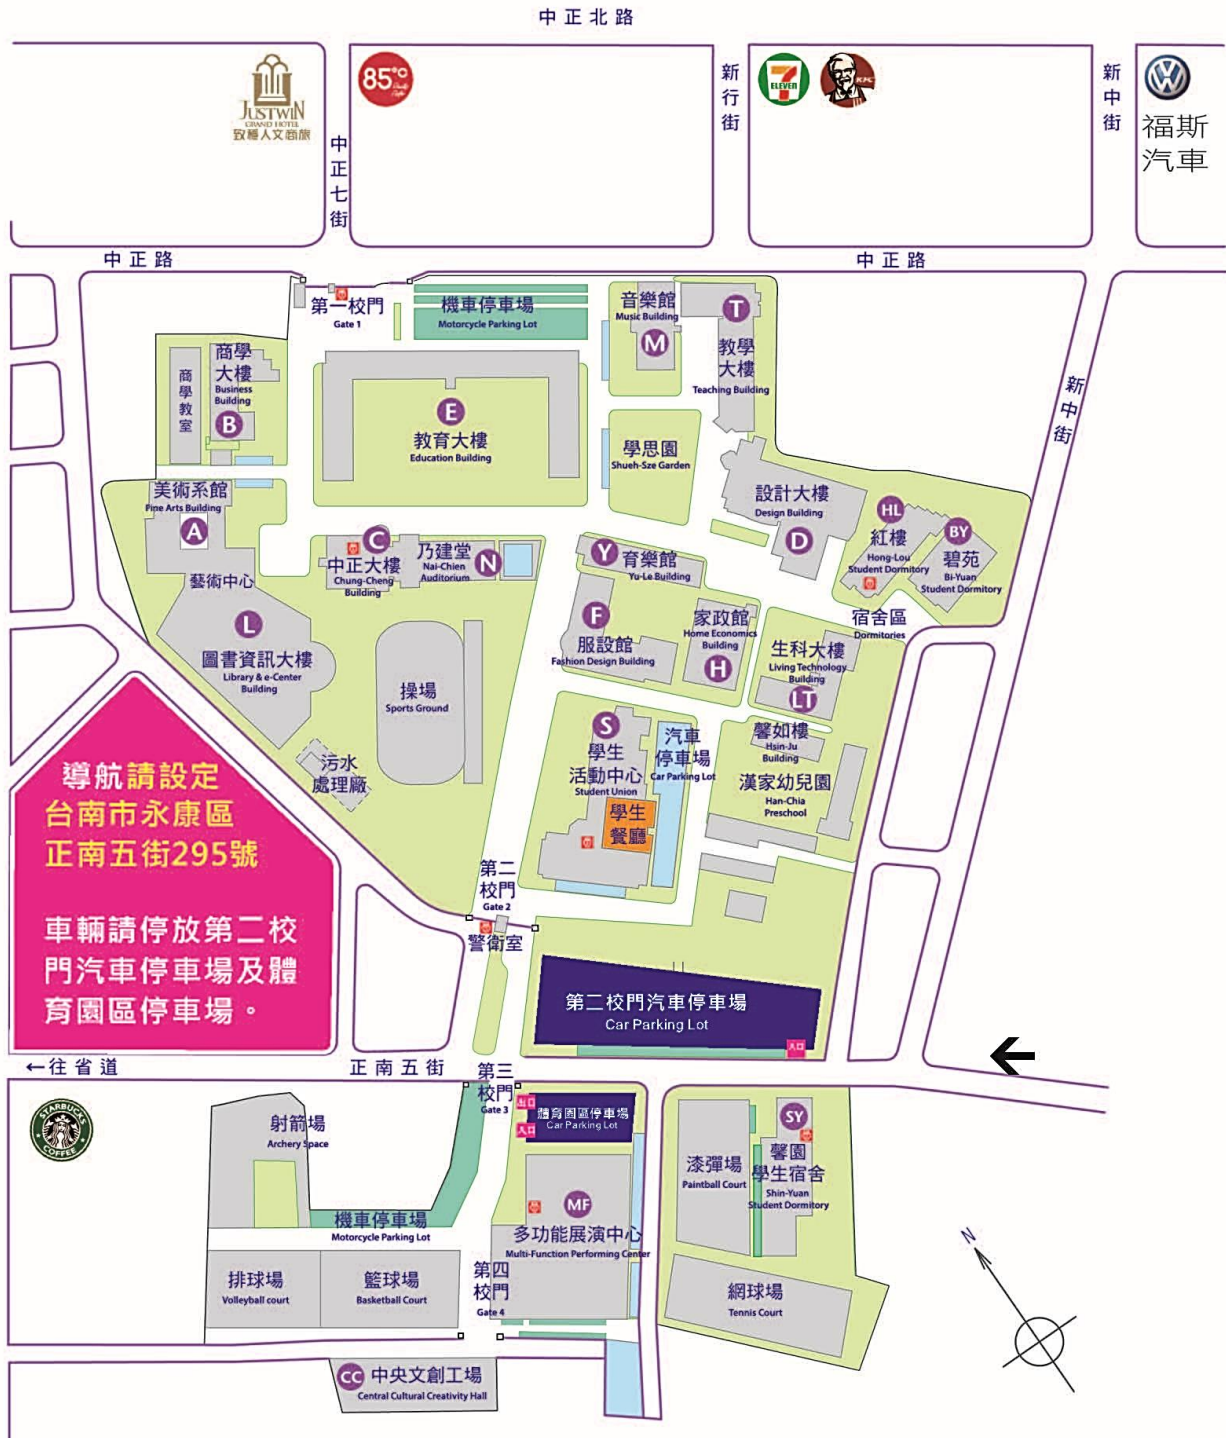 中正北路
JUSTWIN
GRAND HOTEL
致穩人文商旅
85°C
新行街
7
ELEVEN
KFC
新中街
福斯
汽車
中正七街
中正路
中正路
第一校門
Gate 1
機車停車場
Motorcycle Parking Lot
音樂館
Music Building
M
T
教學
大樓
Teaching Building
商學教室
商學
大樓
Business
Building
B
E
教育大樓
Education Building
學思園
Shueh-Sze Garden
新中街
美術系館
Fine Arts Building
A
藝術中心
設計大樓
Design Building
D
HL
紅樓
Hong-Lou
Student Dormitory
BY
碧苑
Bi-Yuan
Student Dormitory
C
中正大樓
Chung-Cheng
Building
乃建堂
Nai-Chien
Auditorium
N
Y
育樂館
Yu-Le Building
宿舍區
Dormitories
L
圖書資訊大樓
Library & e-Center
Building
F
服設館
Fashion Design Building
家政館
Home Economics
Building
H
生科大樓
Living Technology
Building
LT
操場
Sports Ground
污水
處理廠
S
學生
活動中心
Student Union
學生
餐廳
汽車
停車場
Car Parking Lot
馨如樓
Hsin-Ju
Building
漢家幼兒園
Han-Chia
Preschool
導航請設定
台南市永康區
正南五街295號
車輛請停放第二校
門汽車停車場及體
育園區停車場。
第二
校門
Gate 2
警衛室
第二校門汽車停車場
Car Parking Lot
入口
←往省道
正南五街
第三
校門
Gate 3
出口
入口
體育園區停車場
Car Parking Lot
STARBUCKS
COFFEE
射箭場
Archery Space
漆彈場
Paintball Court
SY
馨園
學生宿舍
Shin-Yuan
Student Dormitory
機車停車場
Motorcycle Parking Lot
MF
多功能展演中心
Multi-Function Performing Center
排球場
Volleyball court
籃球場
Basketball Court
第四
校門
Gate 4
網球場
Tennis Court
N
CC
中央文創工場
Central Cultural Creativity Hall